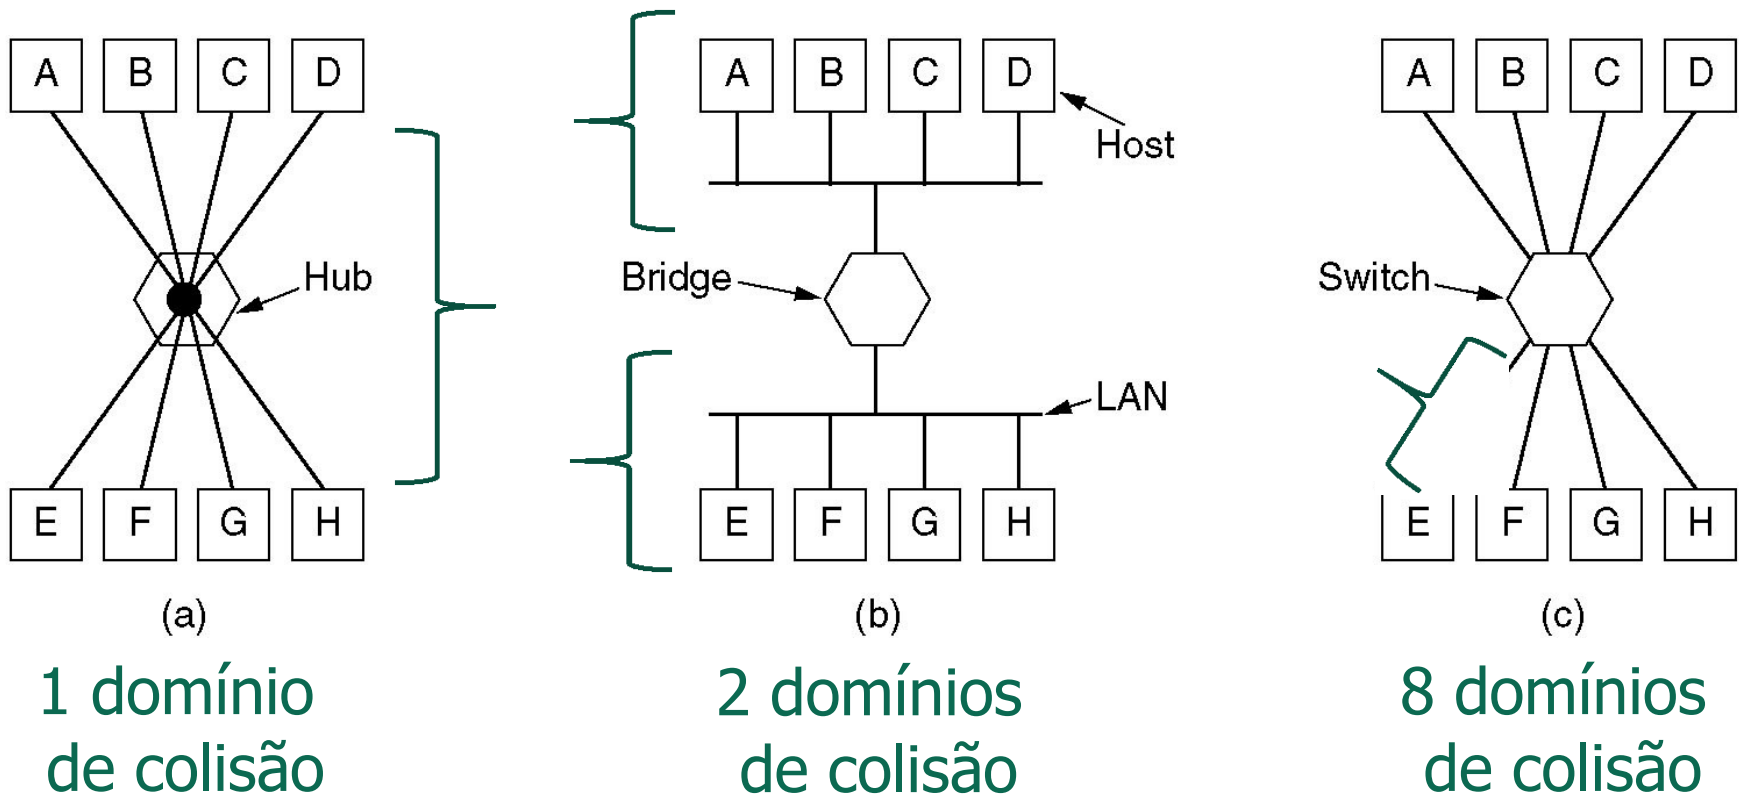 A B C D
Hub
E F G H
(a)
1 domínio
de colisão
A B C D
Host
Bridge
LAN
E F G H
(b)
2 domínios
de colisão
A B C D
Switch
E F G H
(c)
8 domínios
de colisão